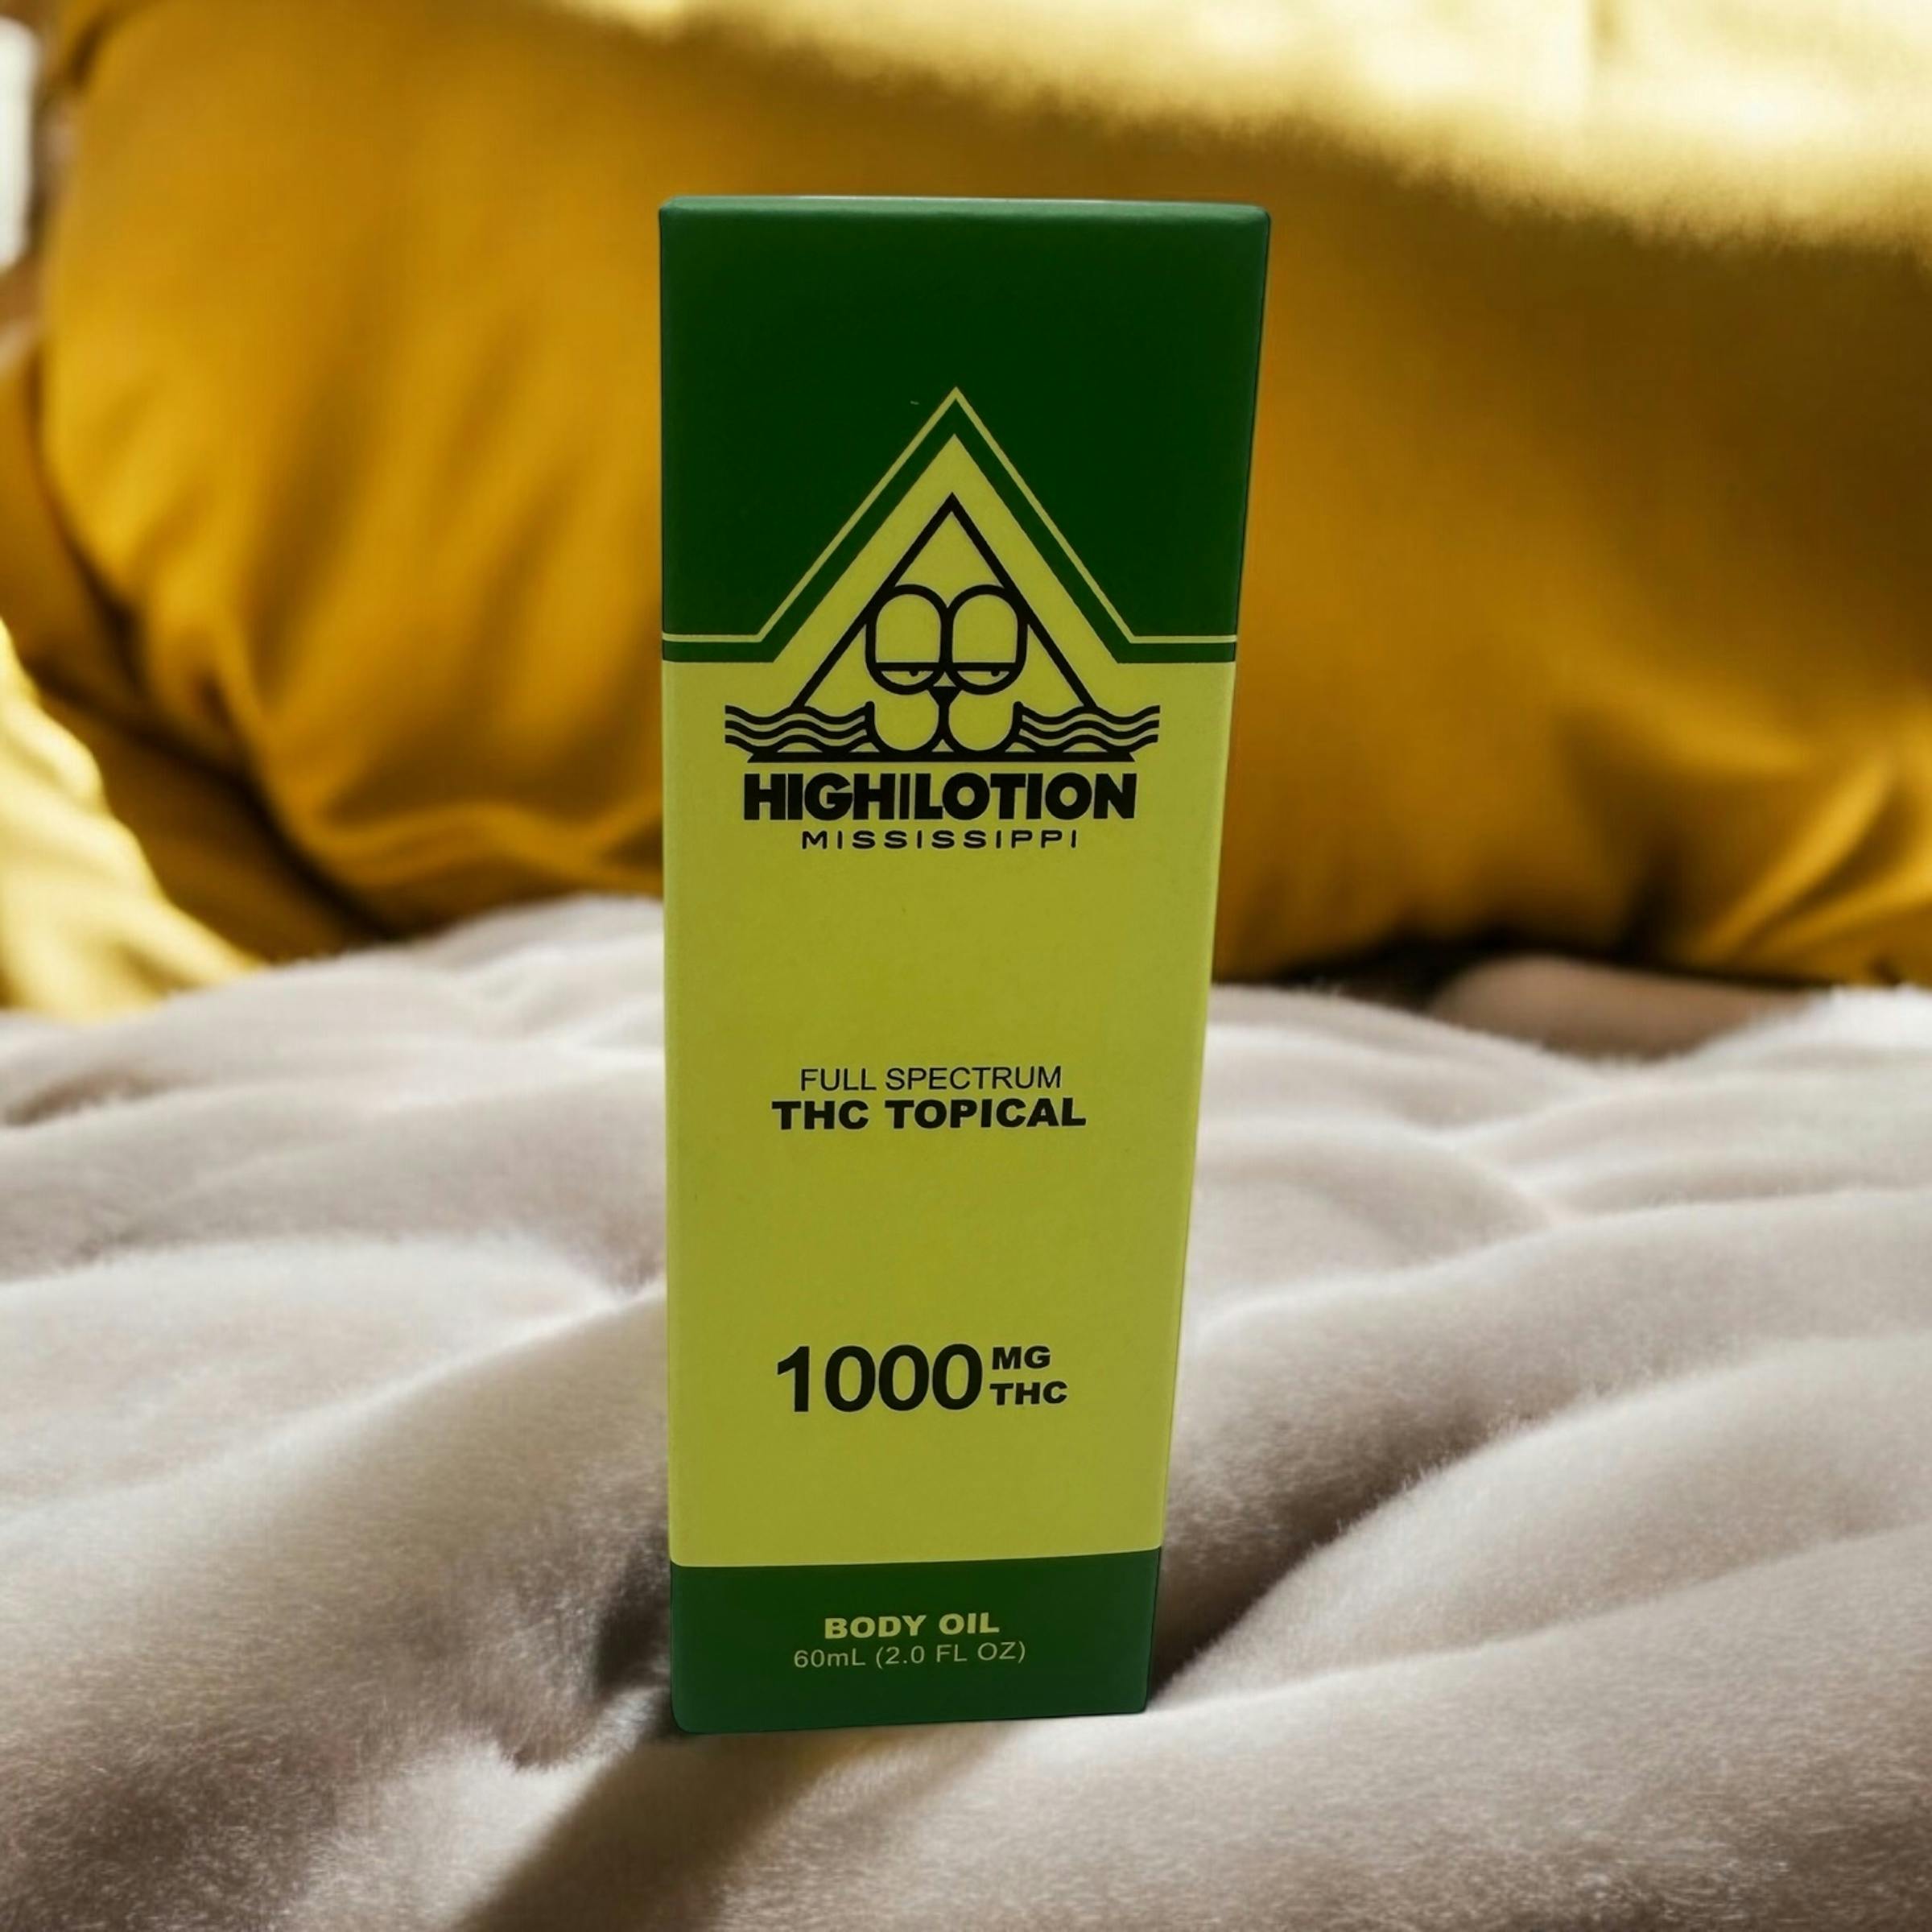 HIGHLOTION
MISSISSIPPI
FULL SPECTRUM
THC TOPICAL
1000 MG
THC
BODY OIL
60mL (2.0 FL OZ)